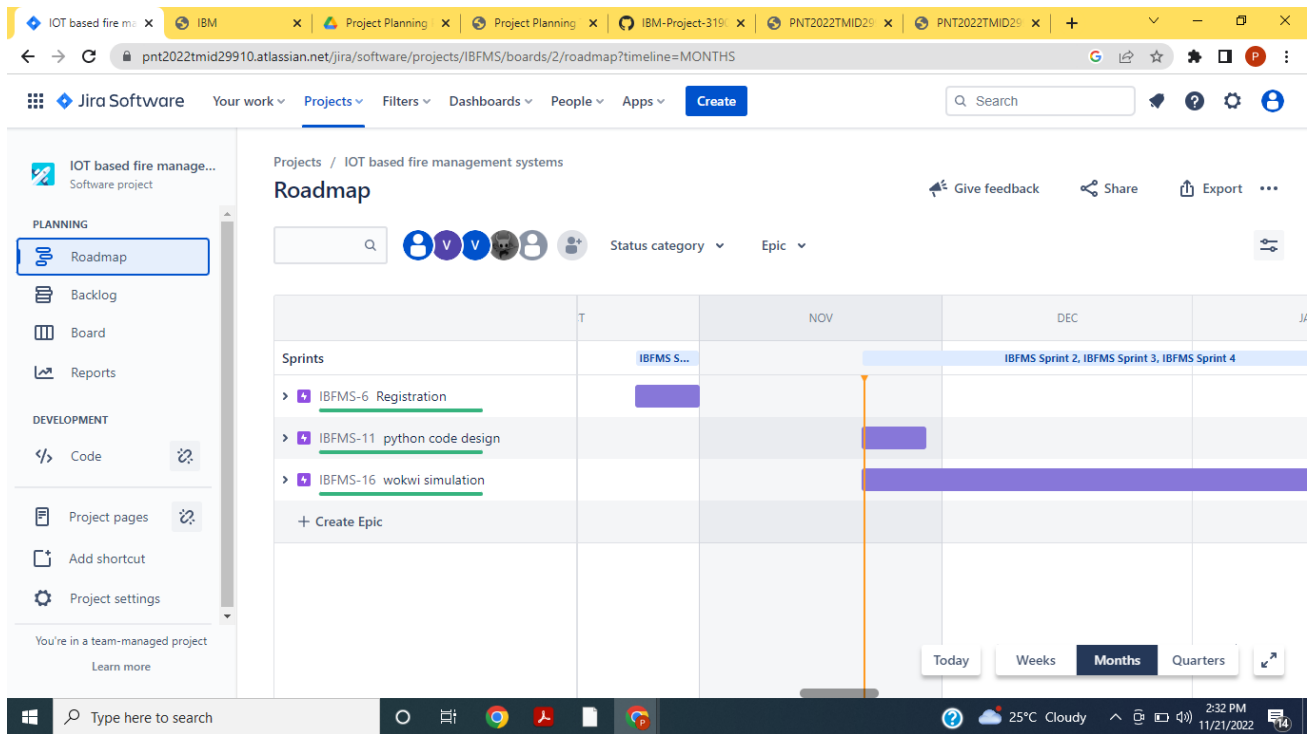 IOT based fire ma
IBM
Project Planning
Project Planning
IBM-Project-3190
PNT2022TMID29
PNT2022TMID29
pnt2022tmid29910.atlassian.net/jira/software/projects/IBFMS/boards/2/roadmap?timeline=MONTHS
G
P
Jira Software
Your work
Projects
Filters
Dashboards
People
Apps
Create
Search
IOT based fire manage...
Software project
PLANNING
Roadmap
Backlog
Board
Reports
DEVELOPMENT
Code
Project pages
Add shortcut
Project settings
You're in a team-managed project
Learn more
Projects / IOT based fire management systems
Roadmap
Give feedback
Share
Export
V
V
Status category
Epic
T
NOV
DEC
JA
Sprints
IBFMS S...
IBFMS Sprint 2, IBFMS Sprint 3, IBFMS Sprint 4
IBFMS-6 Registration
IBFMS-11 python code design
IBFMS-16 wokwi simulation
+ Create Epic
Today
Weeks
Months
Quarters
Type here to search
25°C Cloudy
2:32 PM
11/21/2022
14